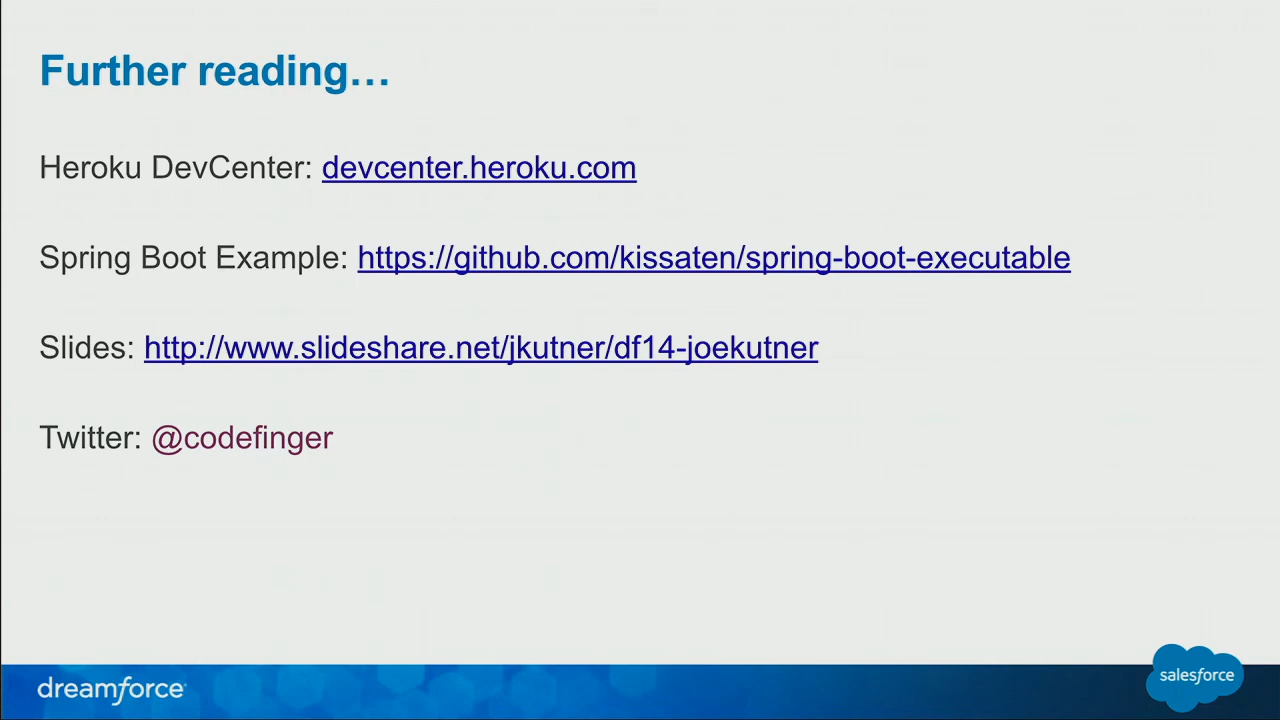 Further reading…
Heroku DevCenter: devcenter.heroku.com
Spring Boot Example: https://github.com/kissaten/spring-boot-executable
Slides: http://www.slideshare.net/jkutner/df14-joekutner
Twitter: @codefinger
dreamforce
salesforce